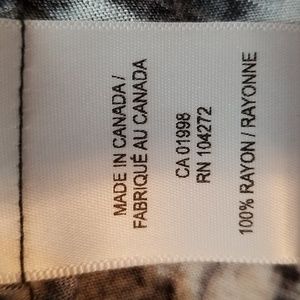 MADE IN CANADA /
FABRIQUÉ AU CANADA
CA 01998
RN 104272
100% RAYON / RAYONNE